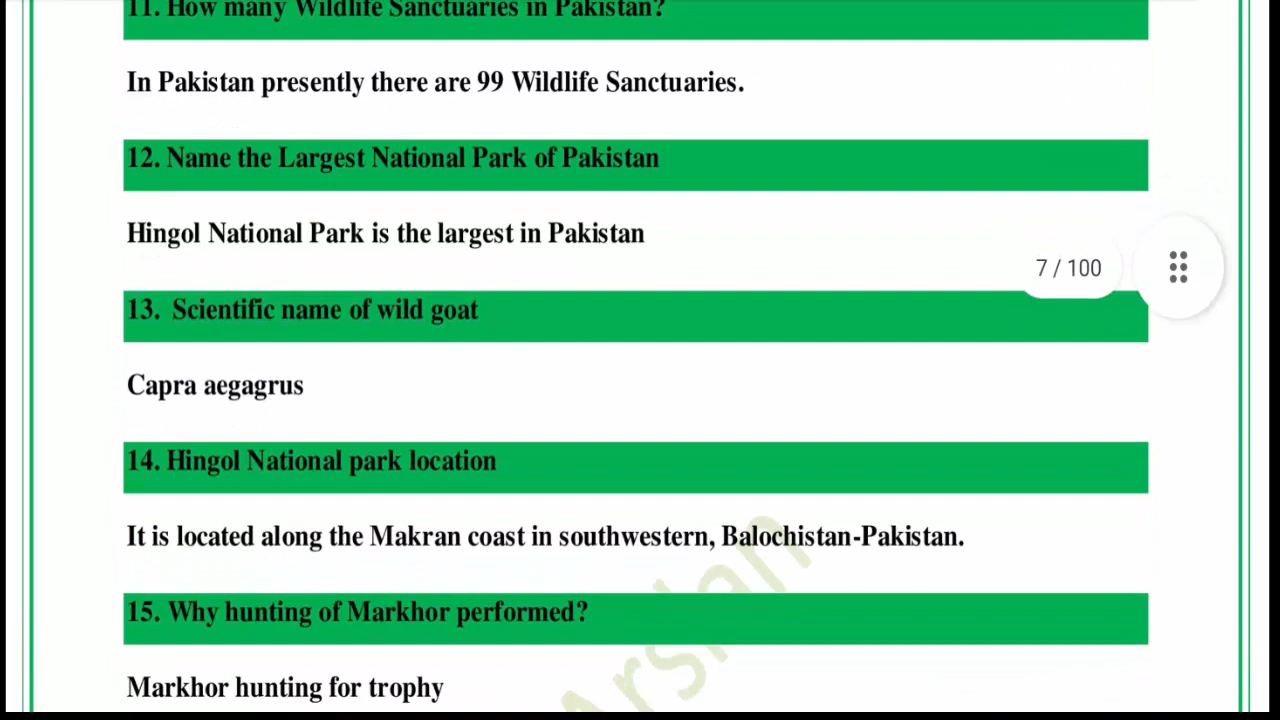 11. How many Wildlife Sanctuaries in Pakistan?
In Pakistan presently there are 99 Wildlife Sanctuaries.
12. Name the Largest National Park of Pakistan
Hingol National Park is the largest in Pakistan
7 / 100
13. Scientific name of wild goat
Capra aegagrus
14. Hingol National park location
It is located along the Makran coast in southwestern, Balochistan-Pakistan.
15. Why hunting of Markhor performed?
Markhor hunting for trophy
Arslan